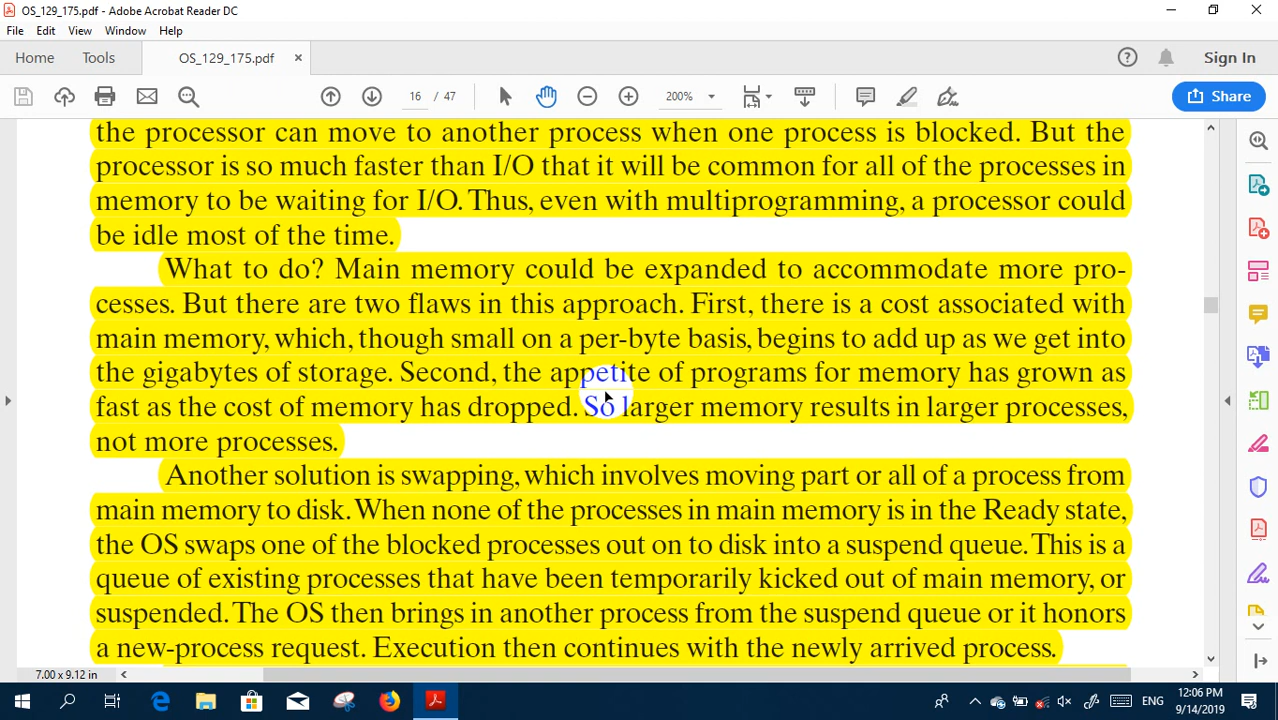 OS_129_175.pdf - Adobe Acrobat Reader DC
File Edit View Window Help
Home Tools OS_129_175.pdf Sign In
16 / 47 200% Share
the processor can move to another process when one process is blocked. But the
processor is so much faster than I/O that it will be common for all of the processes in
memory to be waiting for I/O. Thus, even with multiprogramming, a processor could
be idle most of the time.
What to do? Main memory could be expanded to accommodate more pro-
cesses. But there are two flaws in this approach. First, there is a cost associated with
main memory, which, though small on a per-byte basis, begins to add up as we get into
the gigabytes of storage. Second, the appetite of programs for memory has grown as
fast as the cost of memory has dropped. So larger memory results in larger processes,
not more processes.
Another solution is swapping, which involves moving part or all of a process from
main memory to disk. When none of the processes in main memory is in the Ready state,
the OS swaps one of the blocked processes out on to disk into a suspend queue. This is a
queue of existing processes that have been temporarily kicked out of main memory, or
suspended. The OS then brings in another process from the suspend queue or it honors
a new-process request. Execution then continues with the newly arrived process.
7.00 x 9.12 in
ENG 12:06 PM
9/14/2019